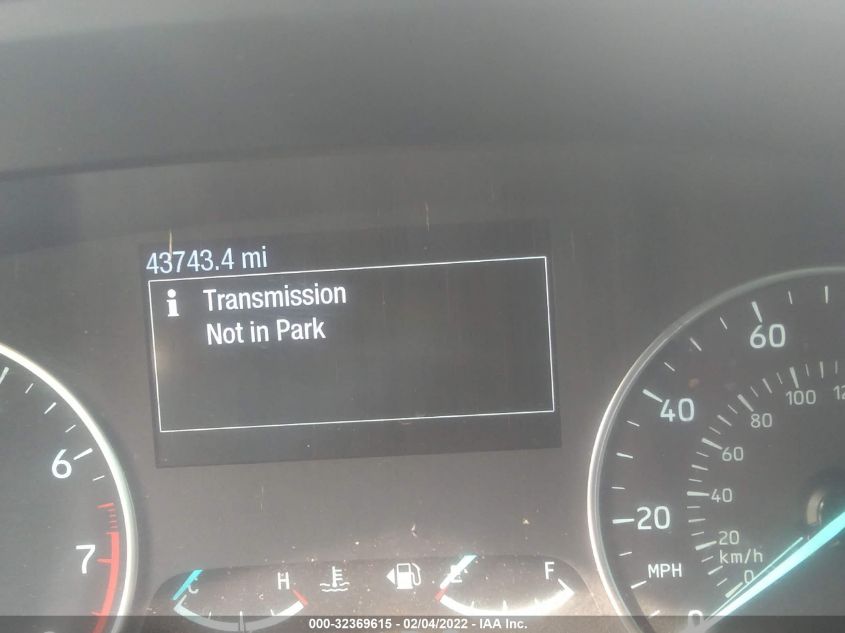 43743.4 mi
i Transmission
Not in Park
60
40
20
MPH
0
100
80
60
40
20
km/h
0
6
7
C
H
E
F
000-32369615 - 02/04/2022 - IAA Inc.